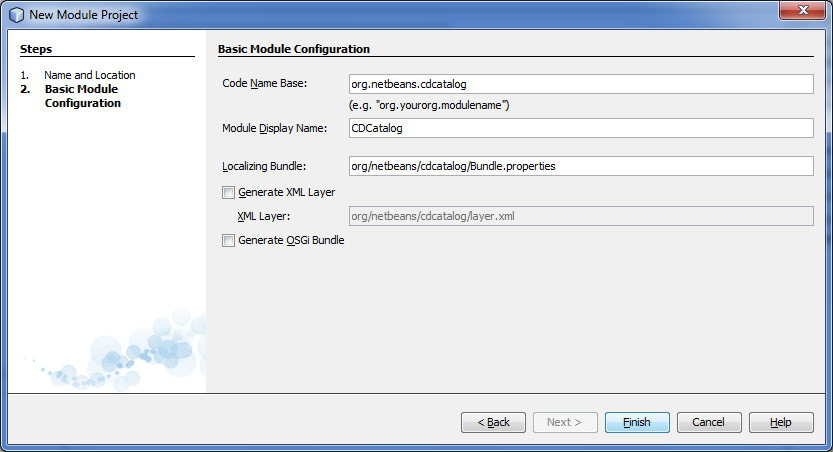 New Module Project
Steps
1. Name and Location
2. Basic Module
Configuration
Basic Module Configuration
Code Name Base: org.netbeans.cdcatalog
(e.g. "org.yourorg.modulename")
Module Display Name: CDCatalog
Localizing Bundle: org/netbeans/cdcatalog/Bundle.properties
Generate XML Layer
XML Layer: org/netbeans/cdcatalog/layer.xml
Generate OSGi Bundle
< Back Next > Finish Cancel Help